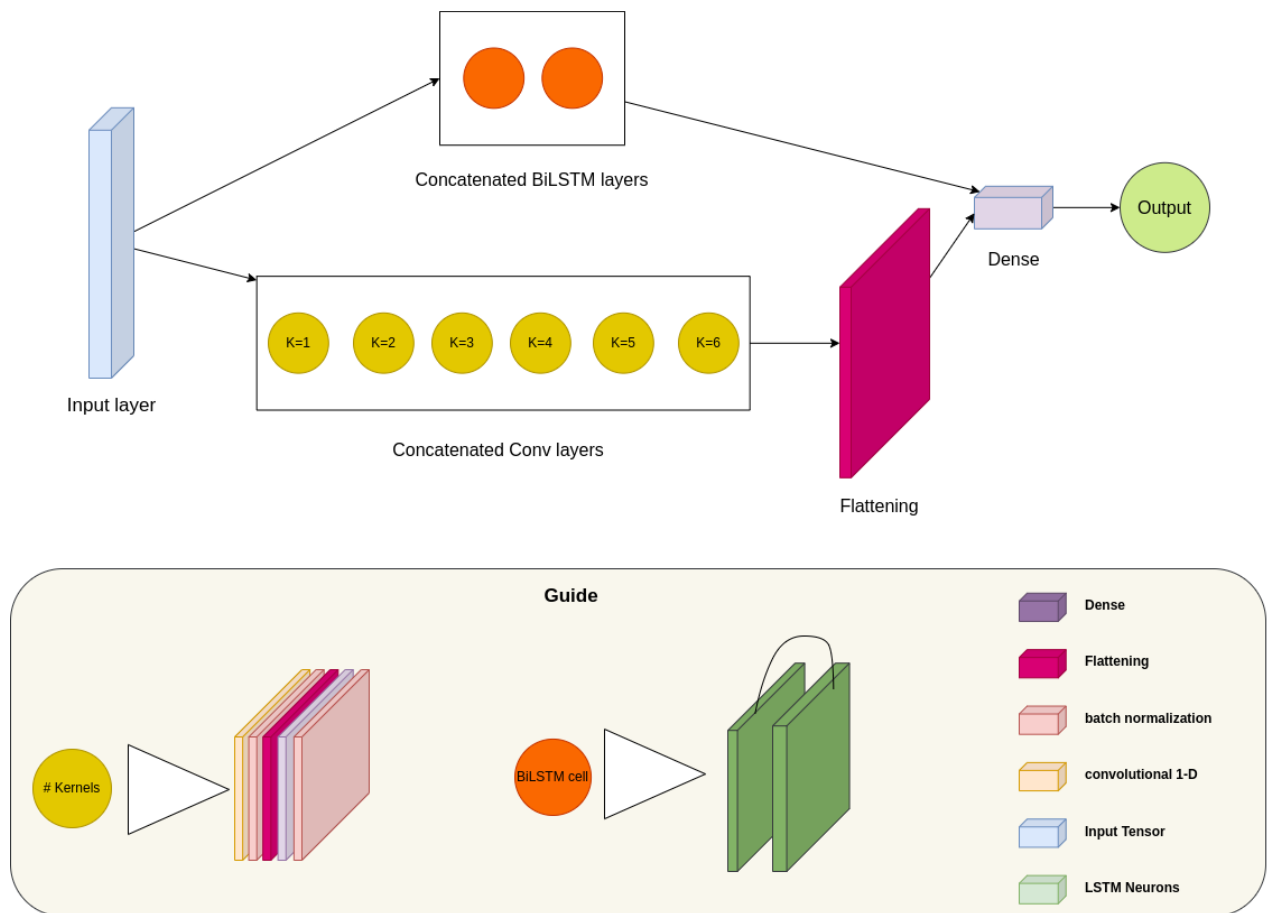 Concatenated BiLSTM layers
Output
Dense
Input layer
K=1
K=2
K=3
K=4
K=5
K=6
Concatenated Conv layers
Flattening
Guide
# Kernels
BiLSTM cell
Dense
Flattening
batch normalization
convolutional 1-D
Input Tensor
LSTM Neurons